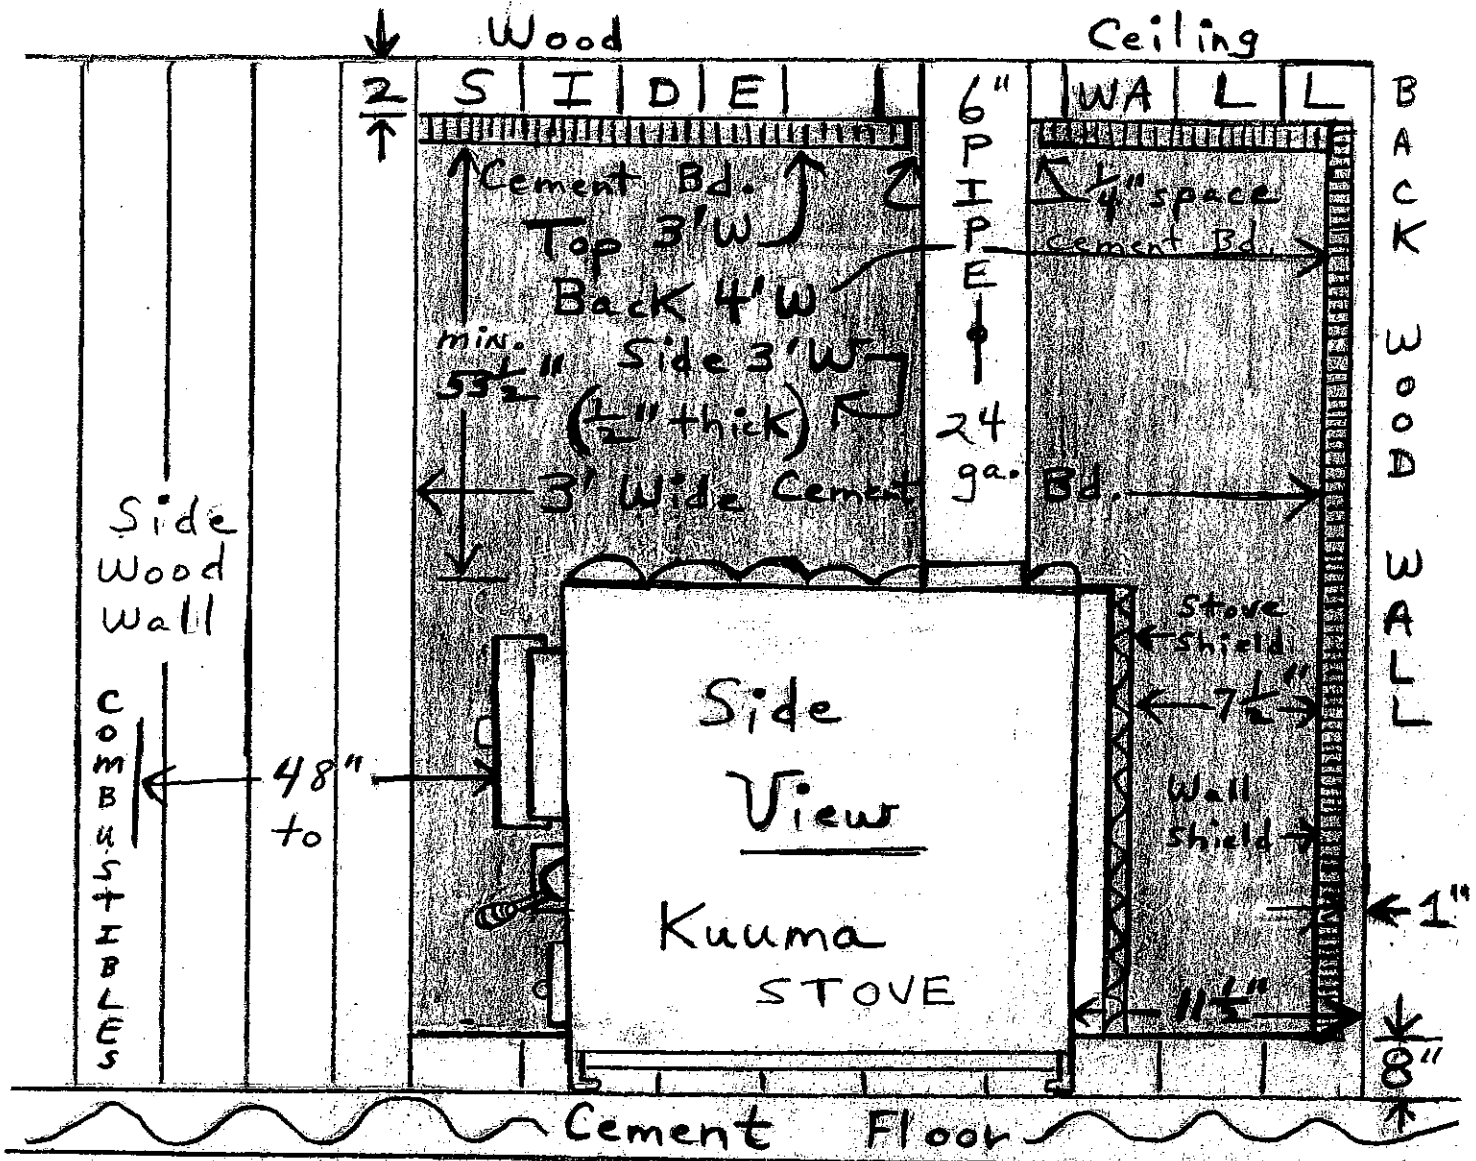 Wood Ceiling
2
SIDE WALL
6" PIPE • 24 ga.
BACK WOOD WALL
Cement Bd.
Top 3'W
Back 4'W
1/4" space
Cement Bd.
min.
53 1/2"
Side 3'W
(1/2" thick)
3' Wide Cement Bd.
Side
Wood
Wall
Stove
Shield
7 1/2"
Side
View
48"
to
COMBUSTIBLES
Wall
Shield
1"
Kuuma
STOVE
11 1/2"
8"
Cement Floor